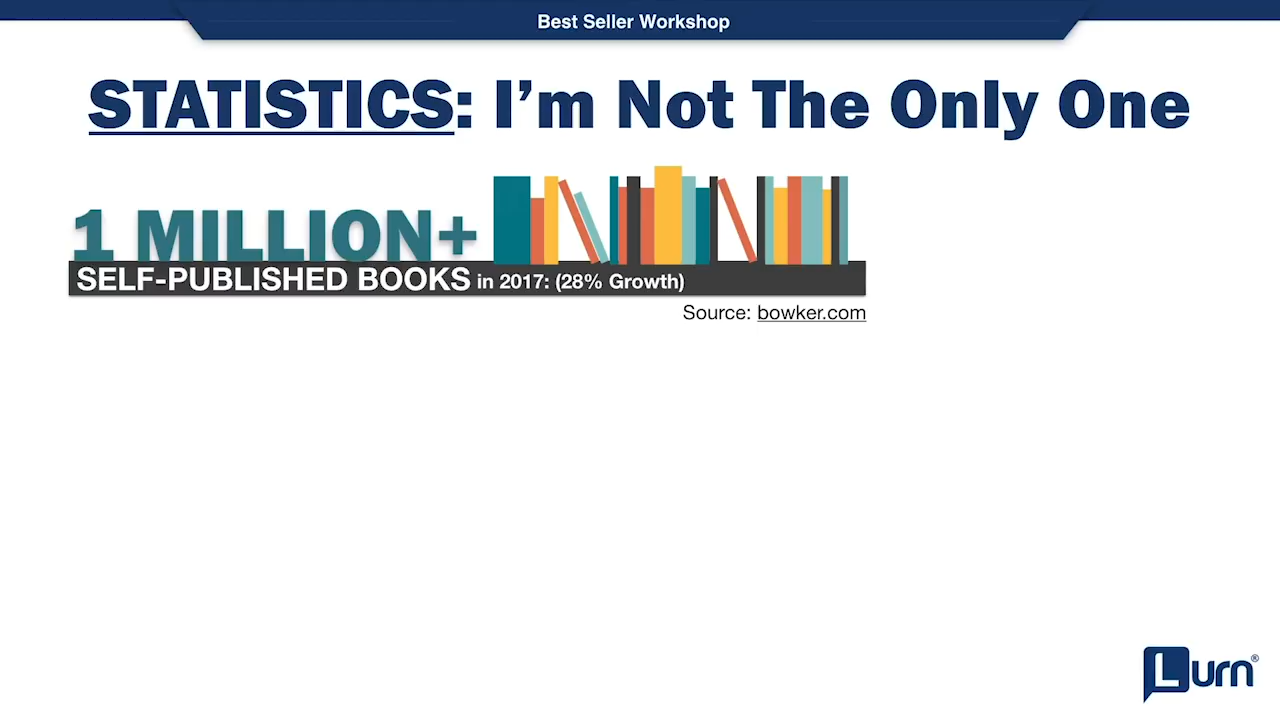 Best Seller Workshop
STATISTICS: I'm Not The Only One
1 MILLION+
SELF-PUBLISHED BOOKS in 2017: (28% Growth)
Source: bowker.com
Lurn®